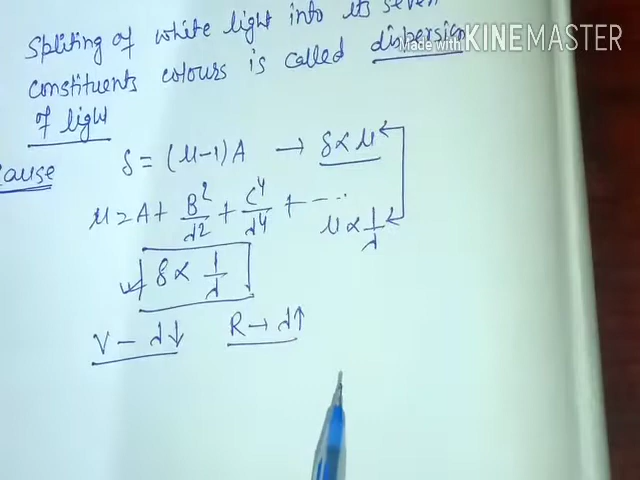 Spliting of white light into its seven
Made with KINEMASTER
constituents colours is called dispersion
of light
cause δ = (μ-1) A → δ ∝ μ
μ = A + B²/λ² + C⁴/λ⁴ + --··
μ ∝ 1/λ
δ ∝ 1/λ
V – λ↓ R → λ↑